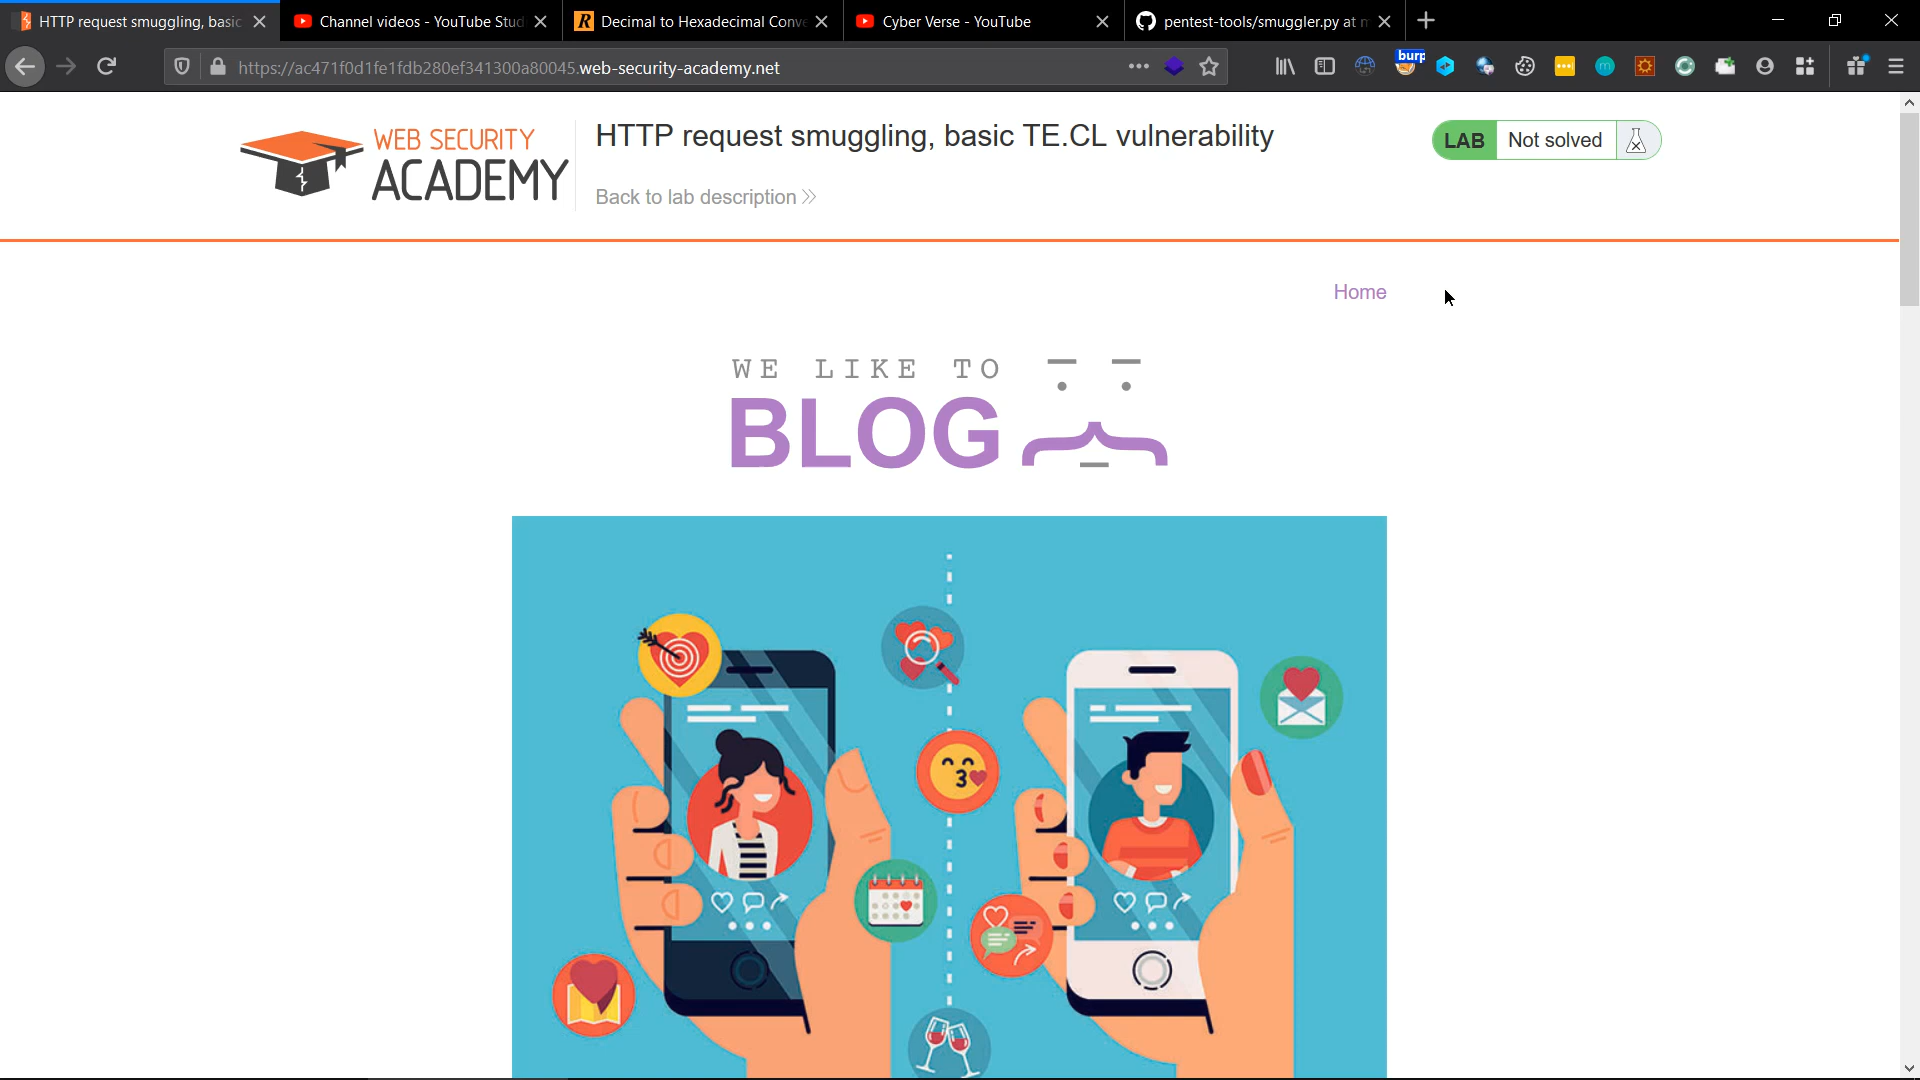 HTTP request smuggling, basic
Channel videos - YouTube Stud
Decimal to Hexadecimal Conve
Cyber Verse - YouTube
pentest-tools/smuggler.py at m
https://ac471f0d1fe1fdb280ef341300a80045.web-security-academy.net
burp
WEB SECURITY
ACADEMY
HTTP request smuggling, basic TE.CL vulnerability
Back to lab description
LAB Not solved
Home
WE LIKE TO
BLOG